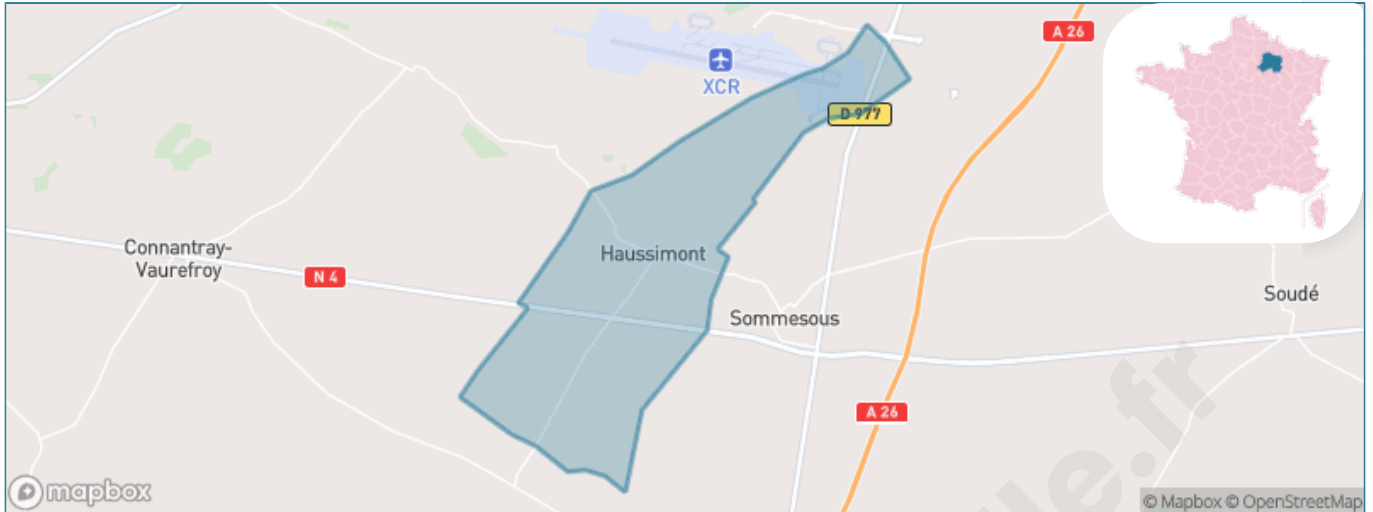 A 26
XCR
D 977
Connantray-
Vaurefroy
Haussimont
N 4
Sommesous
Soudé
A 26
mapbox
© Mapbox © OpenStreetMap